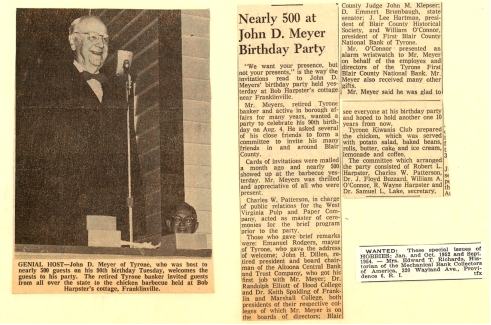 GENIAL HOST—John D. Meyer of Tyrone, who was host to
nearly 500 guests on his 90th birthday Tuesday, welcomes the
guests to his party. The retired Tyrone banker invited guests
from all over the state to the chicken barbecue held at Bob
Harpster's cottage, Franklinville.
Nearly 500 at
John D. Meyer
Birthday Party
"We want your presence, but
not your presents," is the way the
invitations read to John D.
Meyers' birthday party held yes-
terday at Bob Harpster's cottage
near Franklinville.
Mr. Meyers, retired Tyrone
banker and active in borough af-
fairs for many years, wanted a
party to celebrate his 90th birth-
day on Aug. 4. He asked several
of his close friends to form a
committee to invite his many
friends in and around Blair
County.
Cards of invitations were mailed
a month ago and nearly 500
showed up at the barbecue yes-
terday. Mr. Meyers was thrilled
and appreciative of all who were
present.
Charles W. Patterson, in charge
of public relations for the West
Virginia Pulp and Paper Com-
pany, acted as master of cere-
monies for the brief program
prior to the party.
Those who gave brief remarks
were: Emanuel Rodgers, mayor
of Tyrone, who gave the address
of welcome; John H. Dillen, re-
tired president and board chair-
man of the Altoona Central Bank
and Trust Company, who got his
first job with Mr. Meyer; Dr.
Randolph Elliott of Hood College
and Dr. Keith Spalding of Frank-
lin and Marshall College, both
presidents of their respective col-
leges of which Mr. Meyer is on
the boards of directors; Blair
County Judge John M. Klepser;
D. Emmert Brumbaugh, state
senator; J. Lee Hartman, presi-
dent of Blair County Historical
Society, and William O'Connor,
president of First Blair County
National Bank of Tyrone.
Mr. O'Connor presented an
alarm wristwatch to Mr. Meyer
on behalf of the employes and
directors of the Tyrone First
Blair County National Bank. Mr.
Meyer also received many other
gifts.
Mr. Meyer said he was glad to
see everyone at his birthday party
and hoped to hold another one 10
years from now.
Tyrone Kiwanis Club prepared
the chicken, which was served
with potato salad, baked beans,
rolls, butter, cake and ice cream,
lemonade and coffee.
The committee which arranged
the party consisted of Robert L.
Harpster, Charles W. Patterson,
Dr. J. Floyd Buzzard, William A.
O'Connor, R. Wayne Harpster and
Dr. Samuel L. Lake, secretary.
WANTED: These special issues of
HOBBIES: Jan. and Oct. 1952 and Sept.
1954. — Mrs. Edward T. Richards, His-
torian of the Mechanical Bank Collectors
of America, 320 Wayland Ave., Provi-
dence 6, R. I. tfx